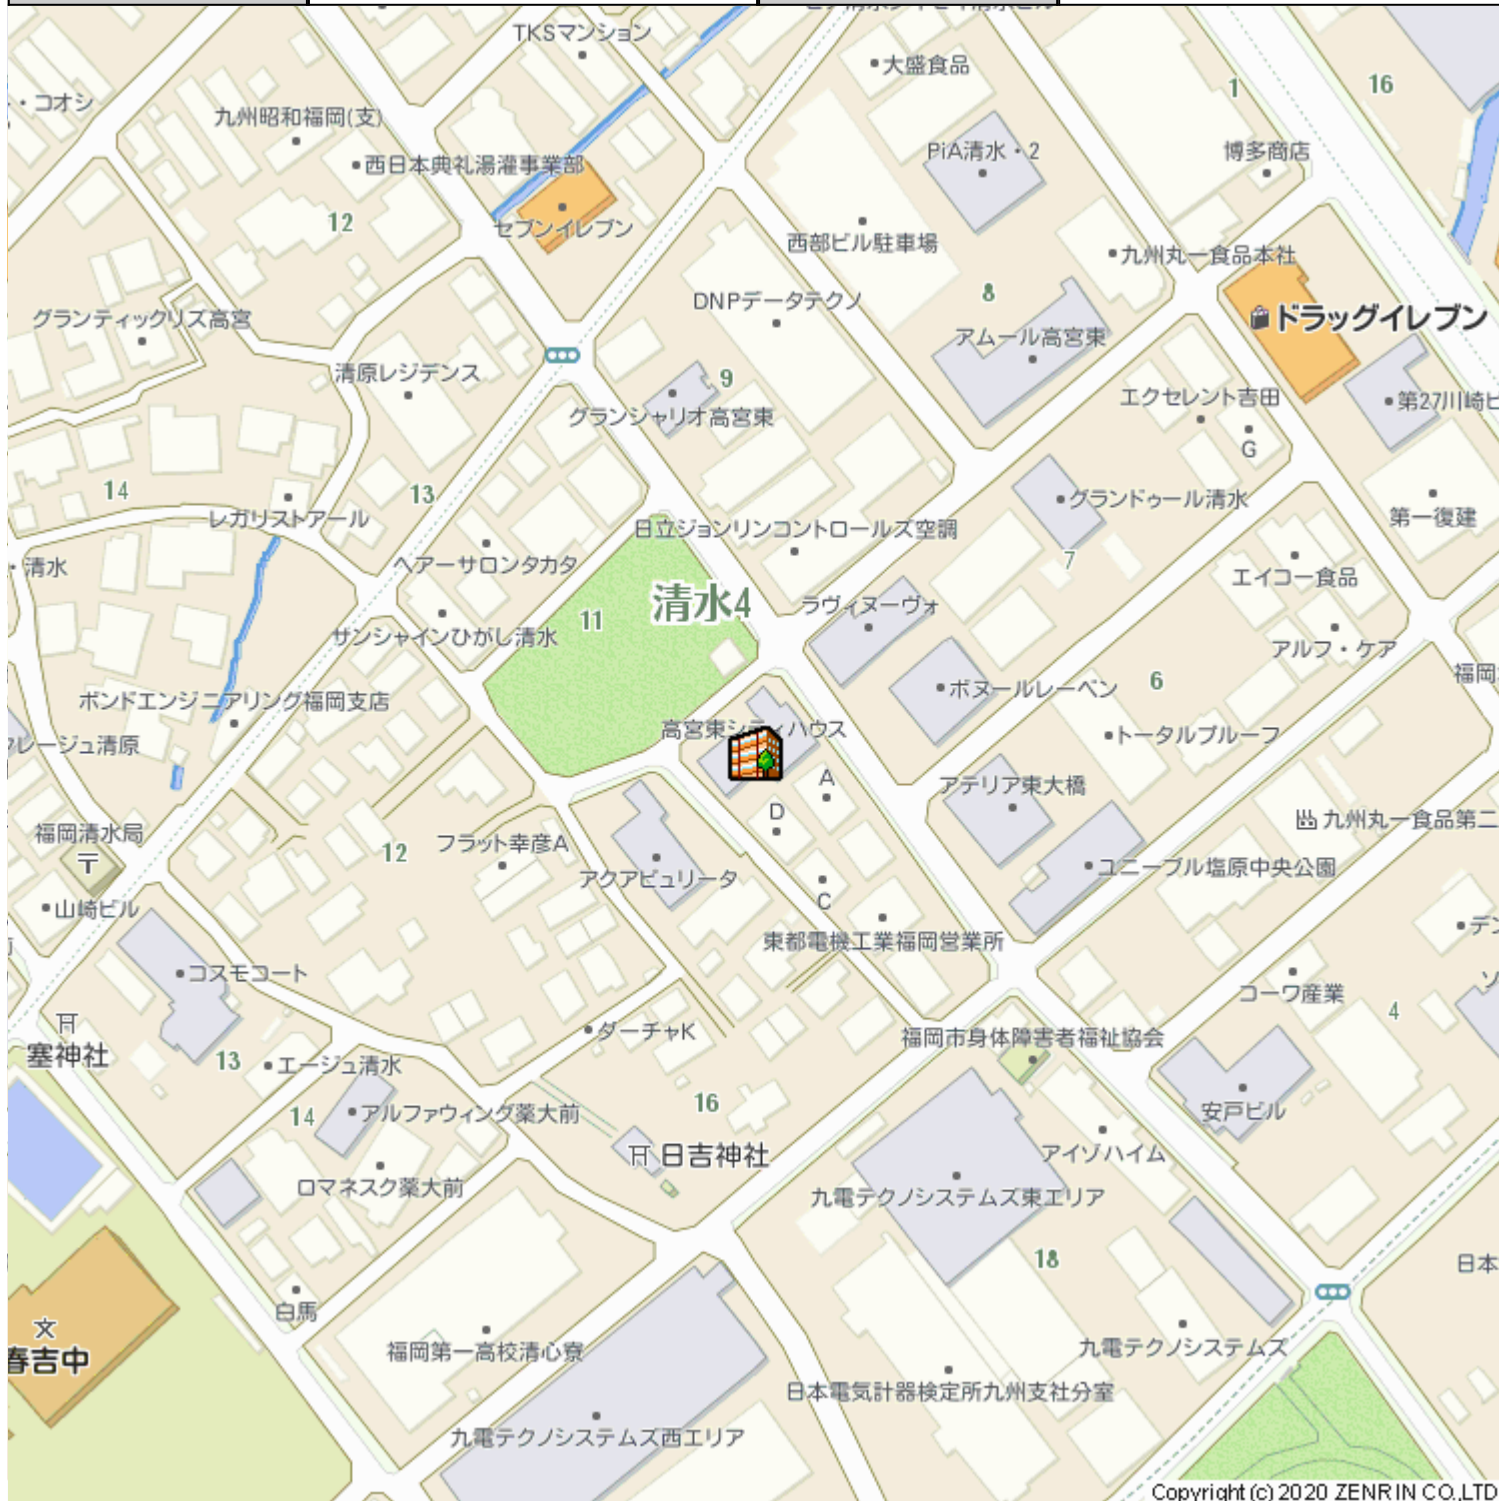 TKSマンション
大盛食品
1
16
・コオシ
九州昭和福岡(支)
西日本典礼湯灌事業部
PiA清水・2
博多商店
12
セブンイレブン
西部ビル駐車場
九州丸一食品本社
8
DNPデータテクノ
グランティックリズ高宮
ドラッグイレブン
アムール高宮東
清原レジデンス
9
グランシャリオ高宮東
エクセレント吉田
第27川崎ビ
G
14
13
グランドゥール清水
レガリストアール
日立ジョンリンコントロールズ空調
第一復建
ヘアーサロンタカタ
・清水
7
エイコー食品
清水4
11
ラヴィヌーヴォ
サンシャインひがし清水
アルフ・ケア
福岡
ボンドエンジニアリング福岡支店
ボヌールレーベン
6
高宮東シティハウス
トータルプルーフ
レージュ清原
A
アテリア東大橋
D
九州丸一食品第二
福岡清水局
〒
12
フラット幸彦A
アクアビュリータ
ユニーブル塩原中央公園
C
山崎ビル
東都電機工業福岡営業所
デン
コスモコート
コーワ産業
ソ
4
ダーチャK
福岡市身体障害者福祉協会
塞神社
13
エージュ清水
14
アルファウィング薬大前
16
安戸ビル
日吉神社
アイゾハイム
ロマネスク薬大前
九電テクノシステムズ東エリア
18
日本
白馬
文
春吉中
福岡第一高校清心寮
九電テクノシステムズ
日本電気計器検定所九州支社分室
九電テクノシステムズ西エリア
Copyright (c) 2020 ZENRIN CO.,LTD